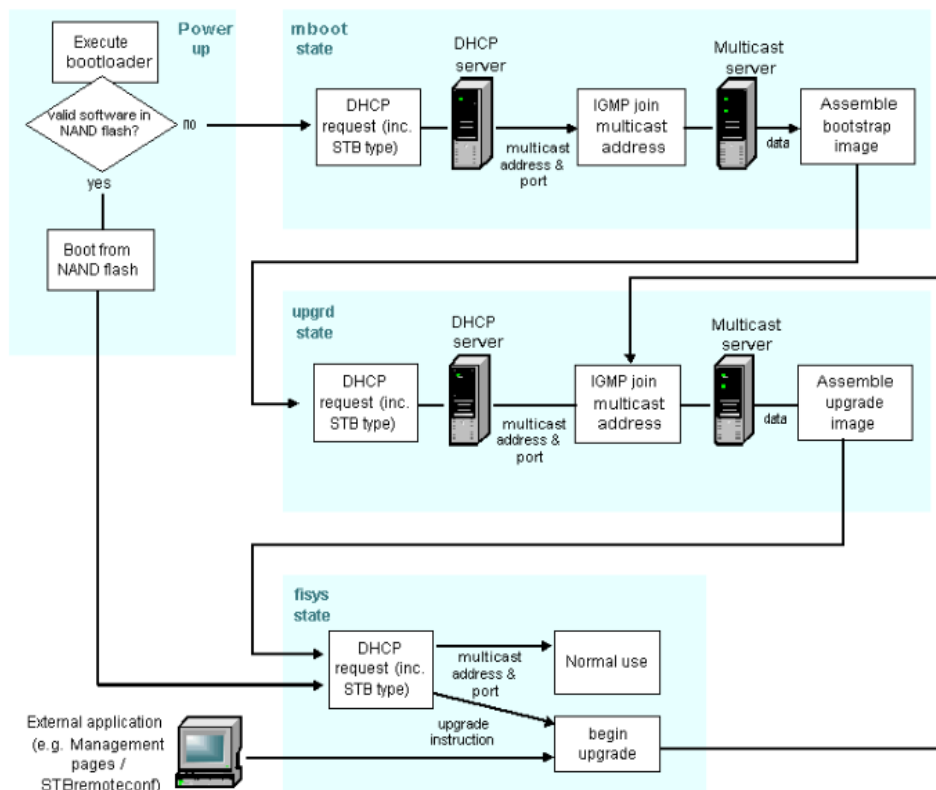 Power
up
Execute
bootloader
valid software in
NAND flash?
no
yes
Boot from
NAND flash
mboot
state
DHCP
server
Multicast
server
DHCP
request (inc.
STB type)
multicast
address &
port
IGMP join
multicast
address
data
Assemble
bootstrap
image
upgrd
state
DHCP
server
Multicast
server
DHCP
request (inc.
STB type)
multicast
address &
port
IGMP join
multicast
address
data
Assemble
upgrade
image
fisys
state
DHCP
request (inc.
STB type)
multicast
address &
port
Normal use
upgrade
instruction
begin
upgrade
External application
(e.g. Management
pages /
STBremoteconf)